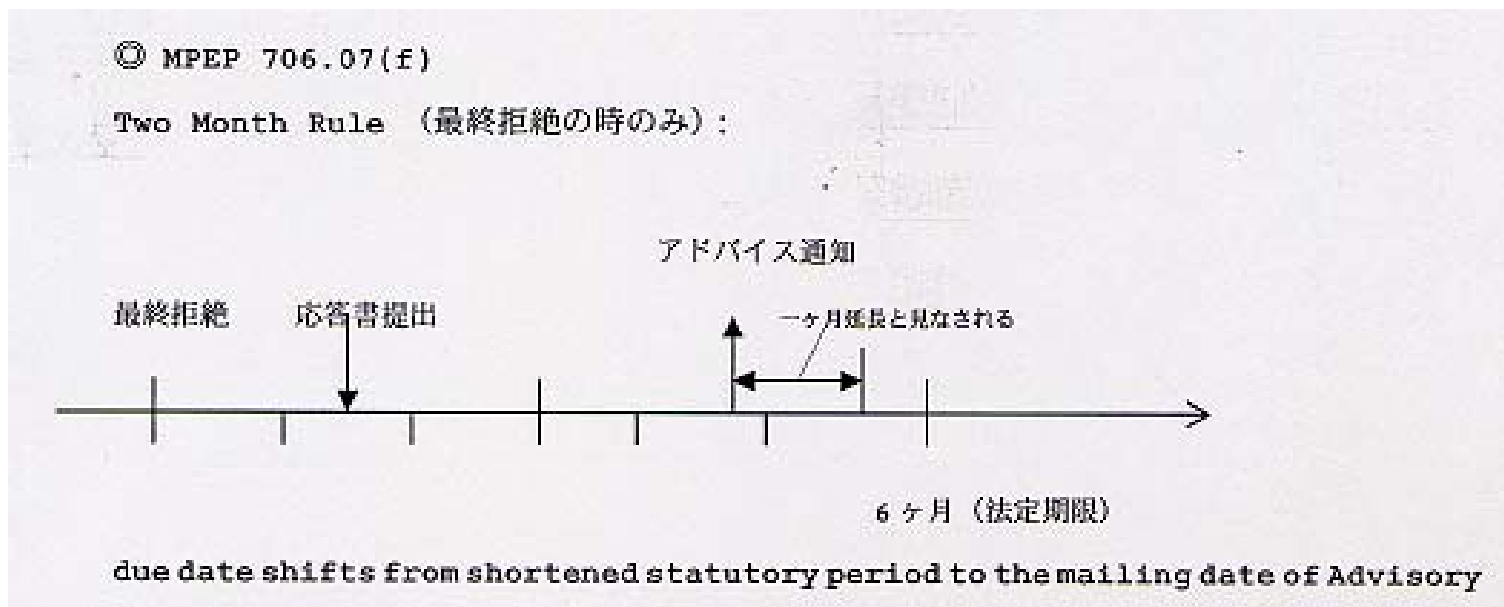 ◎ MPEP 706.07(f)
Two Month Rule （最終拒絶の時のみ）:
アドバイス通知
最終拒絶 応答書提出 一ヶ月延長と見なされる
6ヶ月（法定期限）
due date shifts from shortened statutory period to the mailing date of Advisory